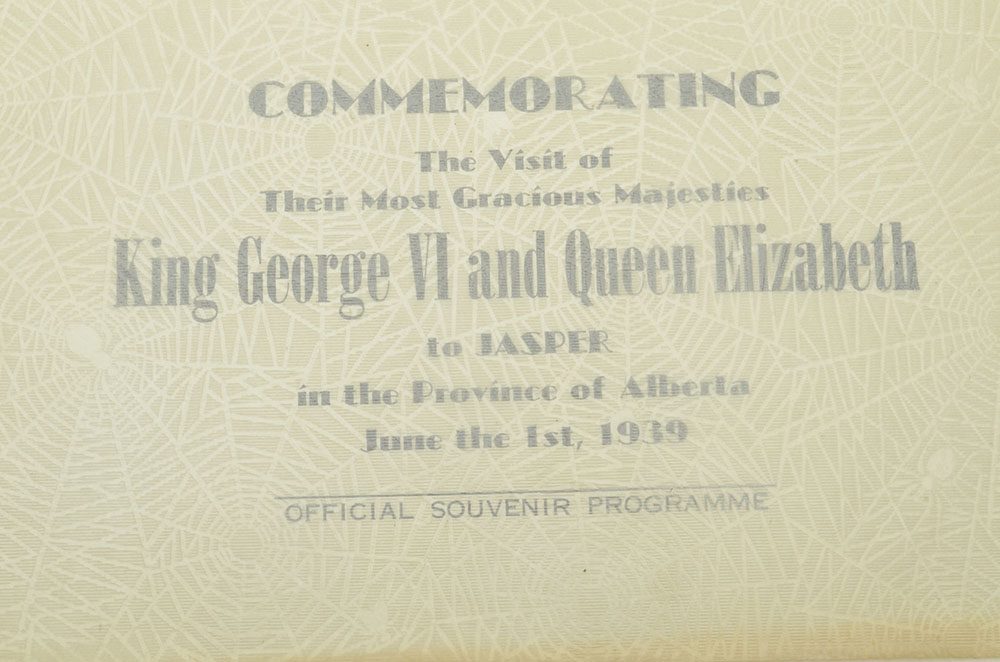 COMMEMORATING
The Visit of
Their Most Gracious Majesties
King George VI and Queen Elizabeth
to JASPER
in the Province of Alberta
June the 1st, 1939
OFFICIAL SOUVENIR PROGRAMME